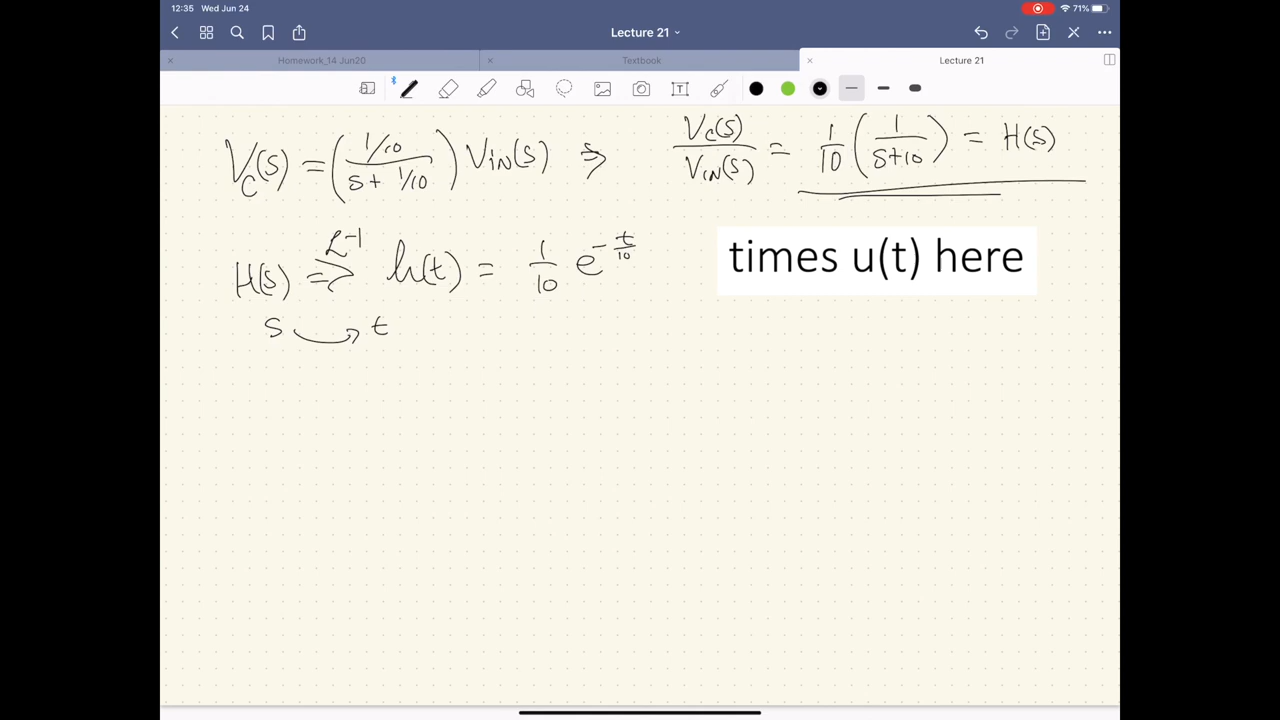 12:35 Wed Jun 24
71%
Lecture 21
Homework_14 Jun20
Textbook
Lecture 21
V_C(s) = ( (1/10) / (s + 1/10) ) V_IN(s) ⇒ V_C(s) / V_IN(s) = 1/10 ( 1 / (s+10) ) = H(s)
H(s) ⇒ ℒ^-1 h(t) = 1/10 e^(-t/10) times u(t) here
s → t